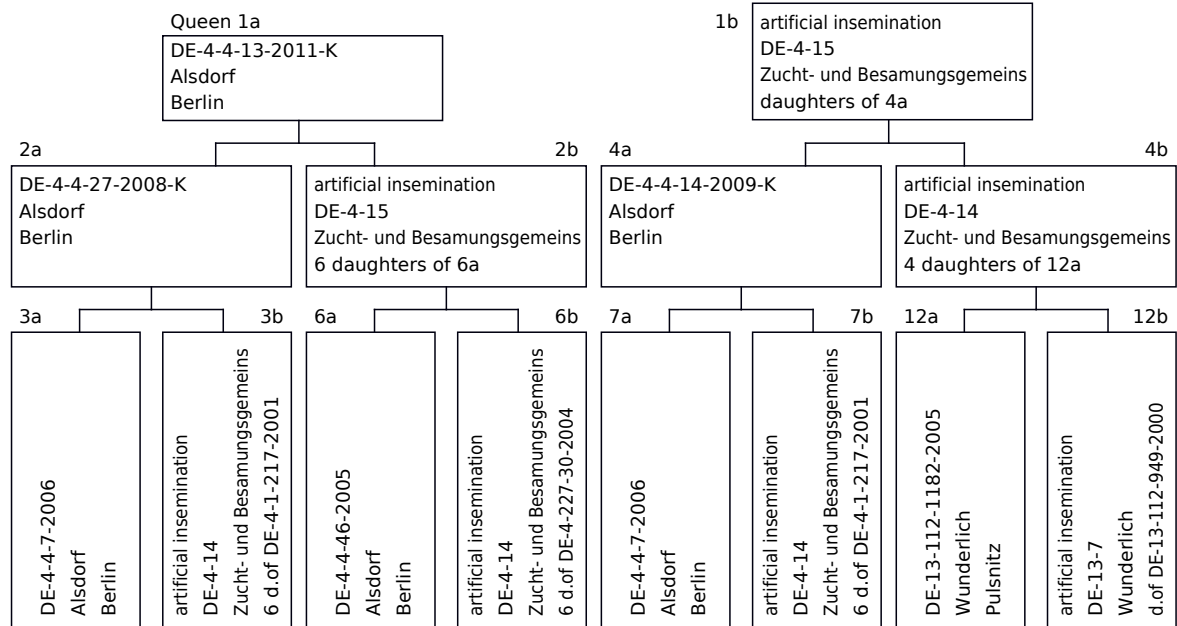 Queen 1a
DE-4-4-13-2011-K
Alsdorf
Berlin
1b
artificial insemination
DE-4-15
Zucht- und Besamungsgemeins
daughters of 4a
2a
DE-4-4-27-2008-K
Alsdorf
Berlin
2b
artificial insemination
DE-4-15
Zucht- und Besamungsgemeins
6 daughters of 6a
4a
DE-4-4-14-2009-K
Alsdorf
Berlin
4b
artificial insemination
DE-4-14
Zucht- und Besamungsgemeins
4 daughters of 12a
3a
DE-4-4-7-2006
Alsdorf
Berlin
3b
artificial insemination
DE-4-14
Zucht- und Besamungsgemeins
6 d.of DE-4-1-217-2001
6a
DE-4-4-46-2005
Alsdorf
Berlin
6b
artificial insemination
DE-4-14
Zucht- und Besamungsgemeins
6 d.of DE-4-227-30-2004
7a
DE-4-4-7-2006
Alsdorf
Berlin
7b
artificial insemination
DE-4-14
Zucht- und Besamungsgemeins
6 d.of DE-4-1-217-2001
12a
DE-13-112-1182-2005
Wunderlich
Pulsnitz
12b
artificial insemination
DE-13-7
Wunderlich
d.of DE-13-112-949-2000